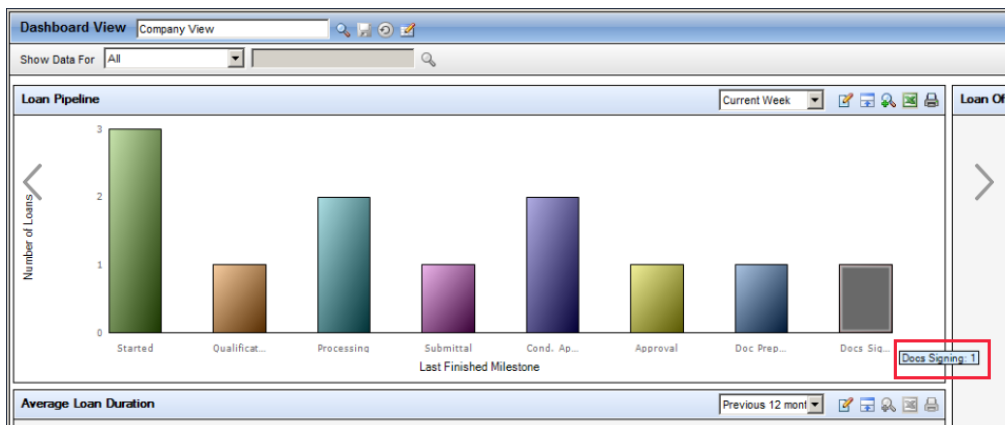 Dashboard View Company View
Show Data For All
Loan Pipeline Current Week Loan Of
3
2
1
0
Number of Loans
Started Qualificat... Processing Submittal Cond. Ap... Approval Doc Prep... Docs Sig...
Docs Signing: 1
Last Finished Milestone
Average Loan Duration Previous 12 mont